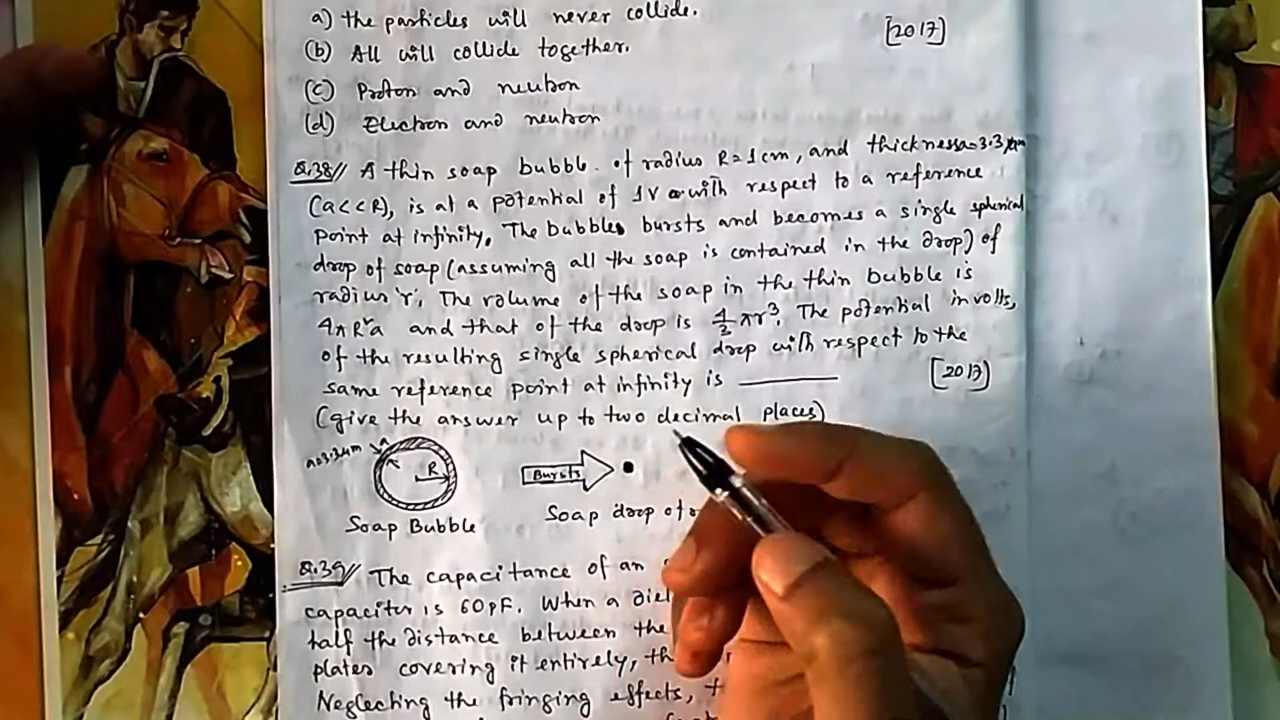 a) the particles will never collide.
[2017]
(b) All will collide together.
(c) Proton and neutron
(d) Electron and neutron
Q.38// A thin soap bubble. of radius R=1cm, and thickness a=3.3μm
(a<<R), is at a potential of 1V with respect to a reference
point at infinity. The bubble bursts and becomes a single spherical
drop of soap (assuming all the soap is contained in the drop) of
radius 'r'. The volume of the soap in the thin bubble is
4πR²a and that of the drop is 4/3 πr³. The potential in volts,
of the resulting single spherical drop with respect to the
same reference point at infinity is ______
[2017]
(give the answer up to two decimal places)
a=3.3μm
R
Bursts
Soap Bubble
Soap drop of r
Q.39// The capacitance of an
capacitor is 60pF. When a
half the distance between the
plates covering it entirely,
Neglecting the fringing effects,